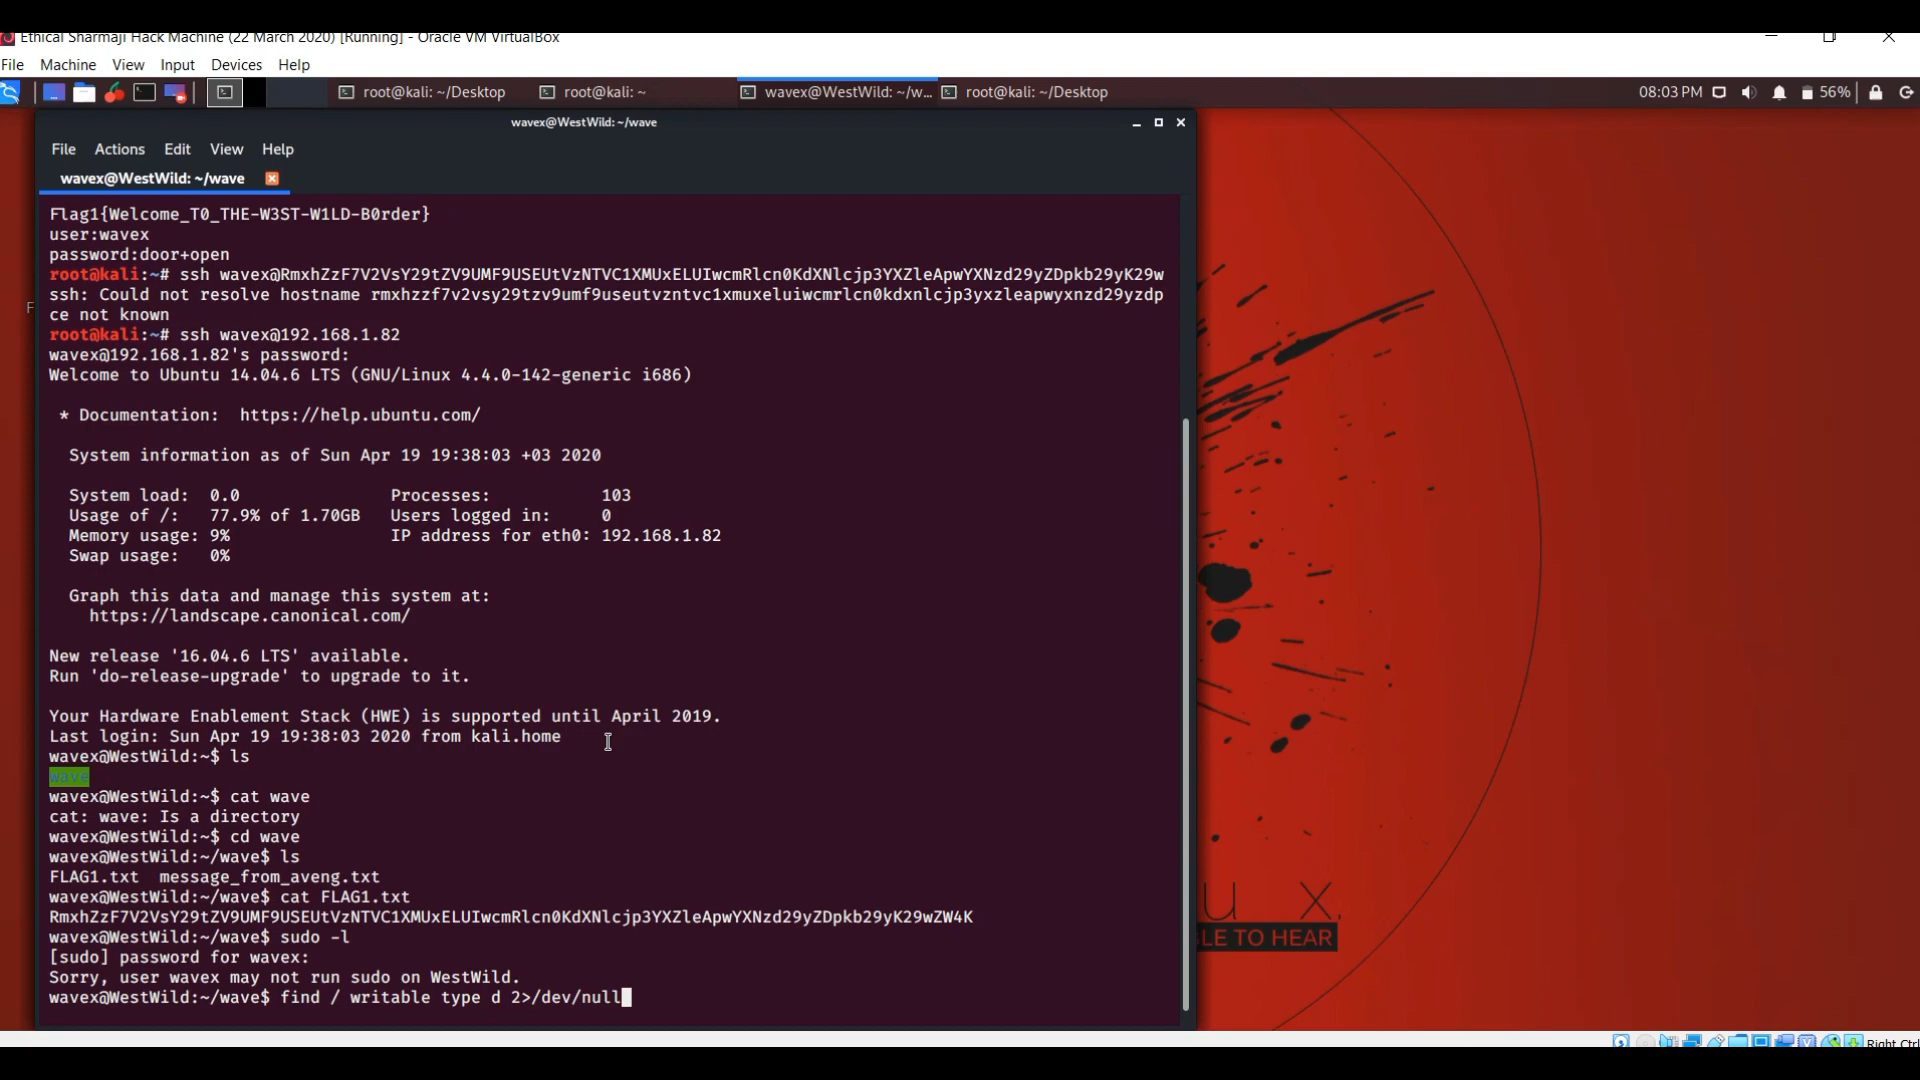 Ethical Sharmaji Hack Machine (22 March 2020) [Running] - Oracle VM VirtualBox
File Machine View Input Devices Help
root@kali: ~/Desktop root@kali: ~ wavex@WestWild: ~/w... root@kali: ~/Desktop 08:03 PM 56%
wavex@WestWild: ~/wave
File Actions Edit View Help
wavex@WestWild: ~/wave
Flag1{Welcome_T0_THE-W3ST-W1LD-B0rder}
user:wavex
password:door+open
root@kali:~# ssh wavex@RmxhZzF7V2VsY29tZV9UMF9USEUtVzNTVC1XMUxELUIwcmRlcn0KdXNlcjp3YXZleApwYXNzd29yZDpkb29yK29w
ssh: Could not resolve hostname rmxhzzf7v2vsy29tzv9umf9useutvzntvc1xmuxeluiwcmrlcn0kdxnlcjp3yxzleapwyxnzd29yzdp
ce not known
root@kali:~# ssh wavex@192.168.1.82
wavex@192.168.1.82's password:
Welcome to Ubuntu 14.04.6 LTS (GNU/Linux 4.4.0-142-generic i686)
* Documentation: https://help.ubuntu.com/
System information as of Sun Apr 19 19:38:03 +03 2020
System load: 0.0 Processes: 103
Usage of /: 77.9% of 1.70GB Users logged in: 0
Memory usage: 9% IP address for eth0: 192.168.1.82
Swap usage: 0%
Graph this data and manage this system at:
https://landscape.canonical.com/
New release '16.04.6 LTS' available.
Run 'do-release-upgrade' to upgrade to it.
Your Hardware Enablement Stack (HWE) is supported until April 2019.
Last login: Sun Apr 19 19:38:03 2020 from kali.home
wavex@WestWild:~$ ls
wave
wavex@WestWild:~$ cat wave
cat: wave: Is a directory
wavex@WestWild:~$ cd wave
wavex@WestWild:~/wave$ ls
FLAG1.txt message_from_aveng.txt
wavex@WestWild:~/wave$ cat FLAG1.txt
RmxhZzF7V2VsY29tZV9UMF9USEUtVzNTVC1XMUxELUIwcmRlcn0KdXNlcjp3YXZleApwYXNzd29yZDpkb29yK29wZW4K
wavex@WestWild:~/wave$ sudo -l
[sudo] password for wavex:
Sorry, user wavex may not run sudo on WestWild.
wavex@WestWild:~/wave$ find / writable type d 2>/dev/null
u x
BLE TO HEAR
Right Ctrl